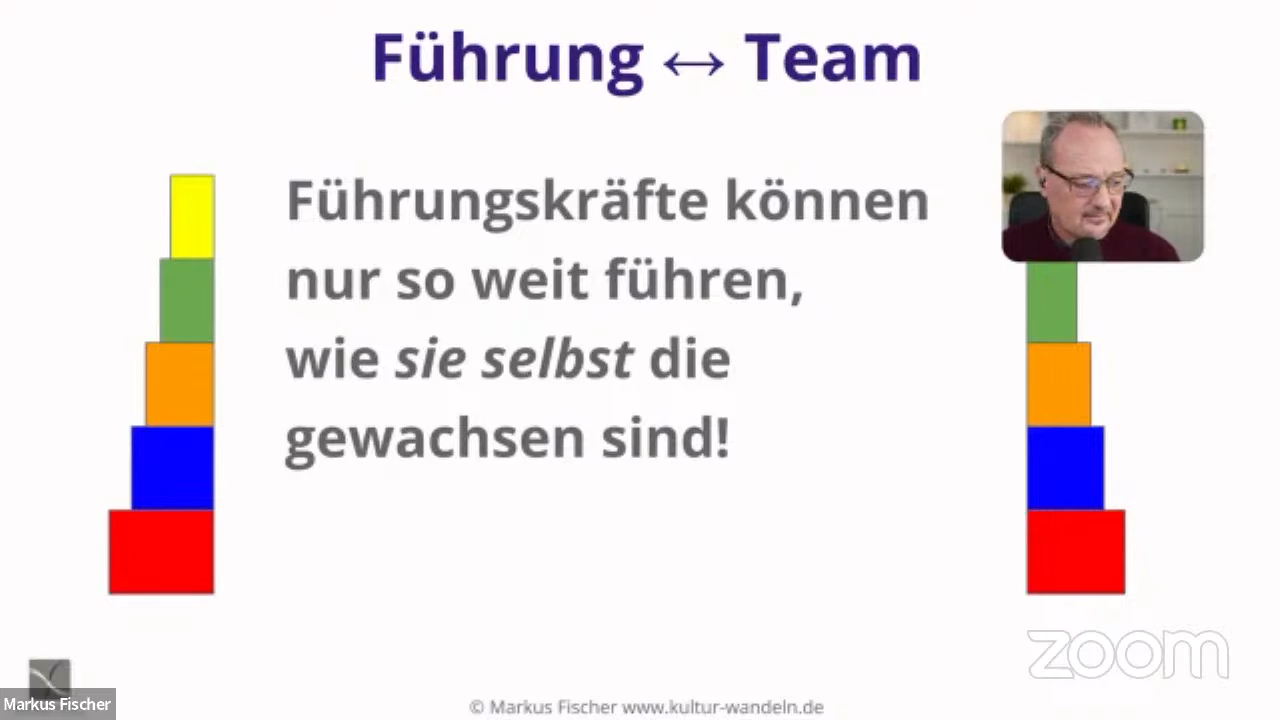 Führung ↔ Team
Führungskräfte können
nur so weit führen,
wie sie selbst die
gewachsen sind!
zoom
Markus Fischer
© Markus Fischer www.kultur-wandeln.de